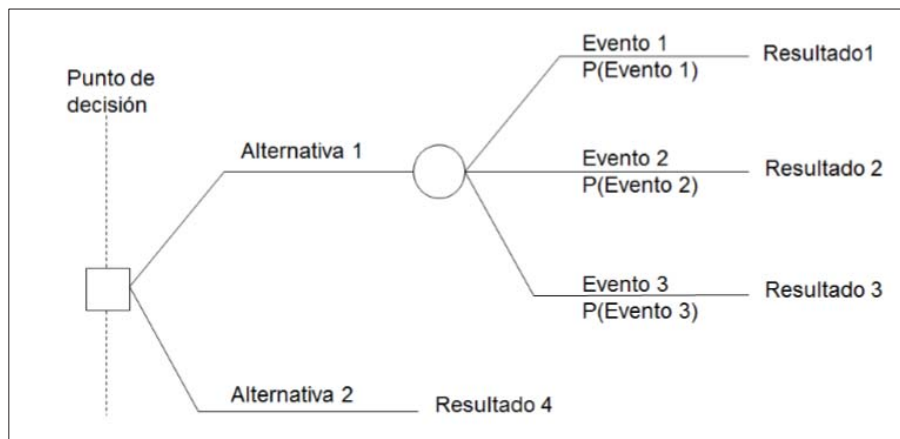 Punto de
decisión
Alternativa 1
Evento 1
P(Evento 1)
Resultado1
Evento 2
P(Evento 2)
Resultado 2
Evento 3
P(Evento 3)
Resultado 3
Alternativa 2
Resultado 4